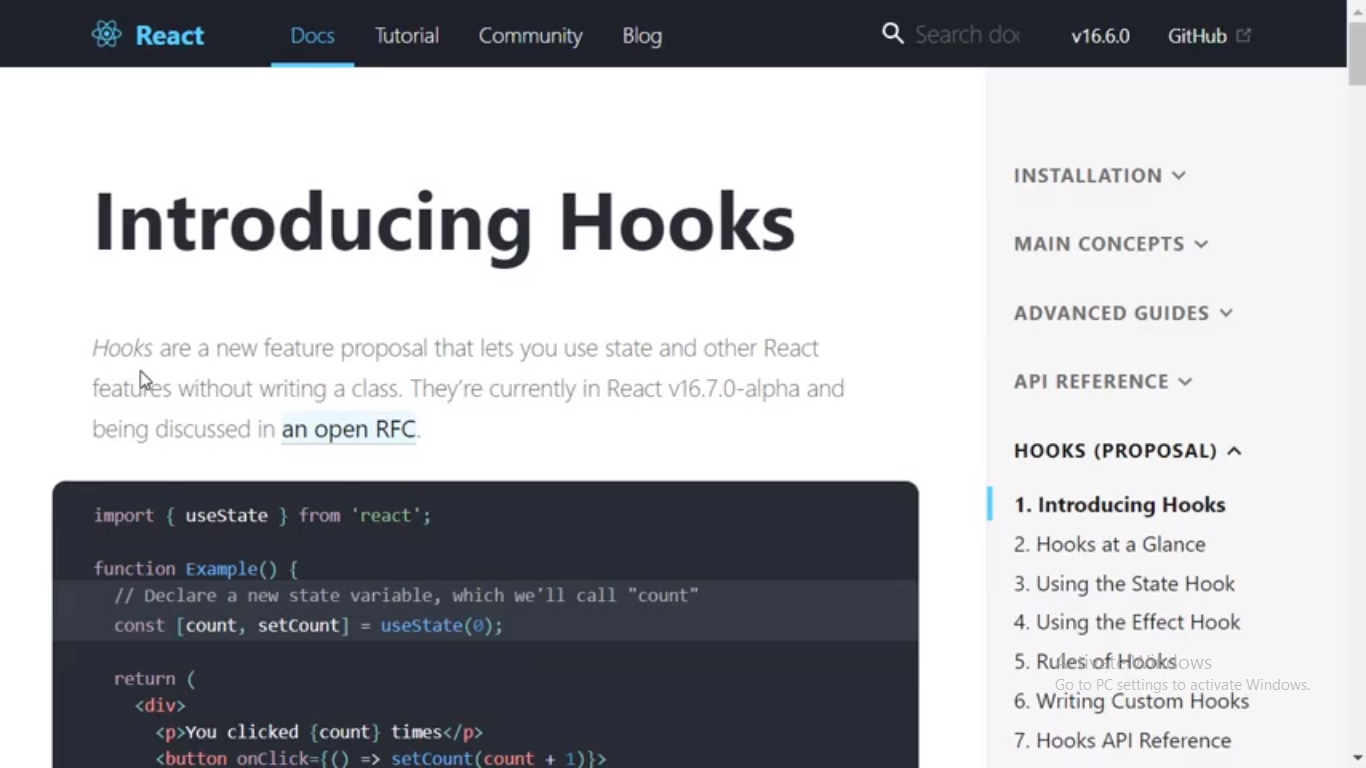 React
Docs
Tutorial
Community
Blog
Search doc
v16.6.0
GitHub
Introducing Hooks
Hooks are a new feature proposal that lets you use state and other React
features without writing a class. They’re currently in React v16.7.0-alpha and
being discussed in an open RFC.
import { useState } from 'react';
function Example() {
// Declare a new state variable, which we'll call "count"
const [count, setCount] = useState(0);
return (
<div>
<p>You clicked {count} times</p>
<button onClick={() => setCount(count + 1)}>
INSTALLATION
MAIN CONCEPTS
ADVANCED GUIDES
API REFERENCE
HOOKS (PROPOSAL)
1. Introducing Hooks
2. Hooks at a Glance
3. Using the State Hook
4. Using the Effect Hook
5. Rules of Hooks
Activate Windows
Go to PC settings to activate Windows.
6. Writing Custom Hooks
7. Hooks API Reference